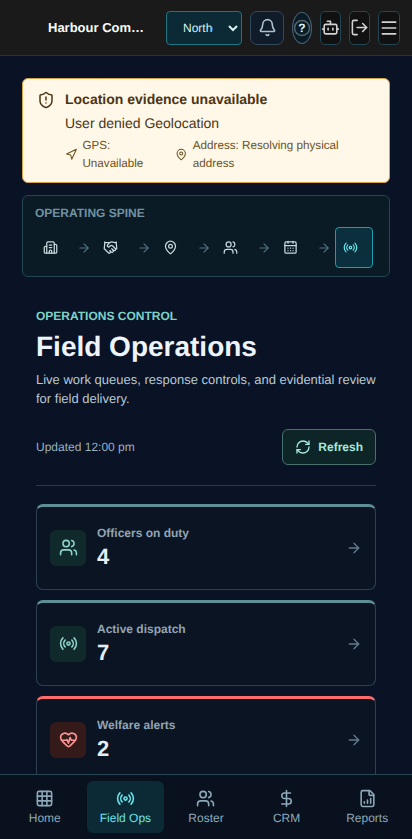 Harbour Com…
North
?
Location evidence unavailable
User denied Geolocation
GPS:
Unavailable
Address: Resolving physical
address
OPERATING SPINE
OPERATIONS CONTROL
Field Operations
Live work queues, response controls, and evidential review
for field delivery.
Updated 12:00 pm
Refresh
Officers on duty
4
Active dispatch
7
Welfare alerts
2
Home
Field Ops
Roster
CRM
Reports